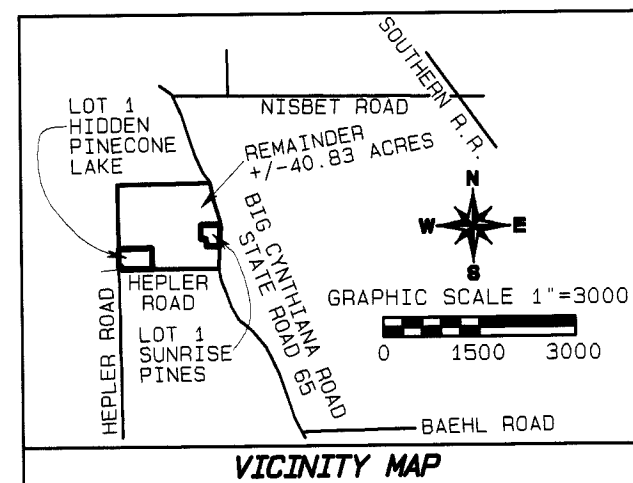 SOUTHERN R.R.
LOT 1
HIDDEN
PINECONE
LAKE
NISBET ROAD
REMAINDER
+/-40.83 ACRES
N
W
E
S
BIG CYNTHIANA ROAD
STATE ROAD 65
HEPLER
ROAD
HEPLER ROAD
LOT 1
SUNRISE
PINES
GRAPHIC SCALE 1"=3000
0 1500 3000
BAEHL ROAD
VICINITY MAP